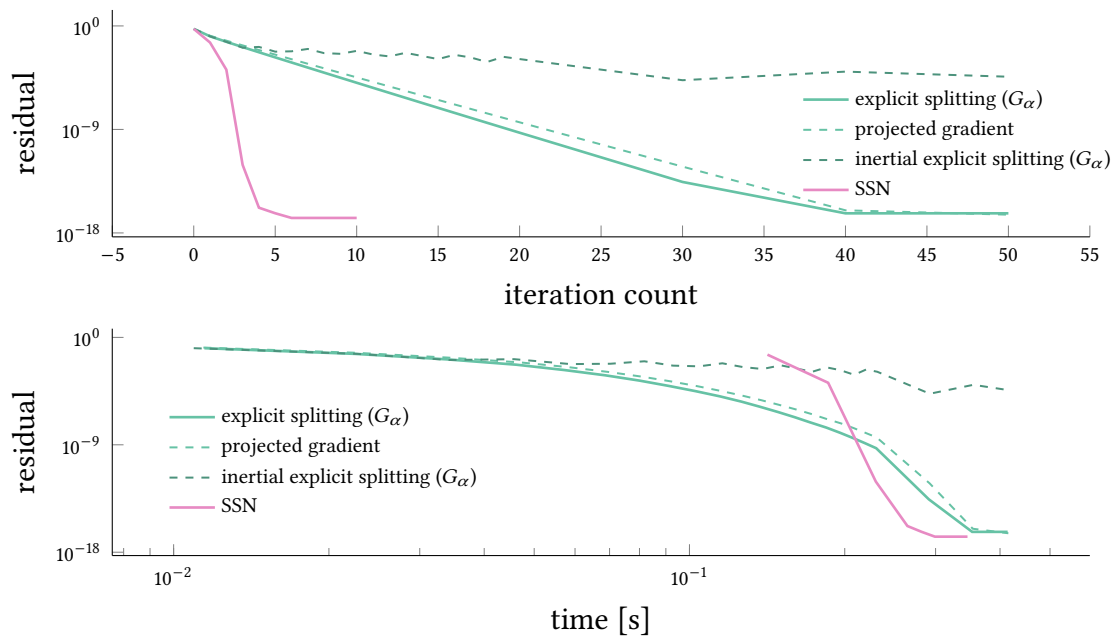 10^0
10^−9
10^−18
residual
explicit splitting (G_α)
projected gradient
inertial explicit splitting (G_α)
SSN
−5 0 5 10 15 20 25 30 35 40 45 50 55
iteration count
10^0
10^−9
10^−18
residual
explicit splitting (G_α)
projected gradient
inertial explicit splitting (G_α)
SSN
10^−2 10^−1
time [s]